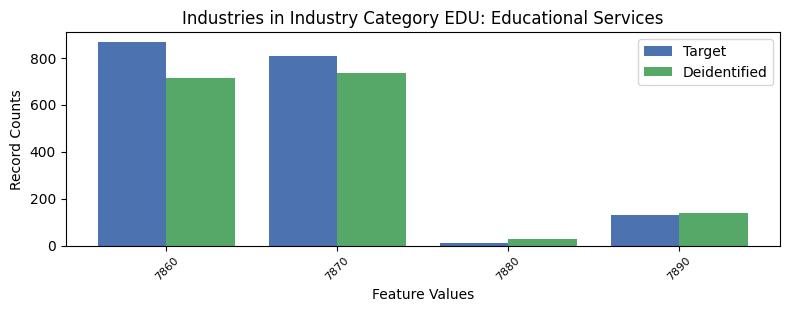 Industries in Industry Category EDU: Educational Services
Target
Deidentified
Record Counts
800
600
400
200
0
7860
7870
7880
7890
Feature Values